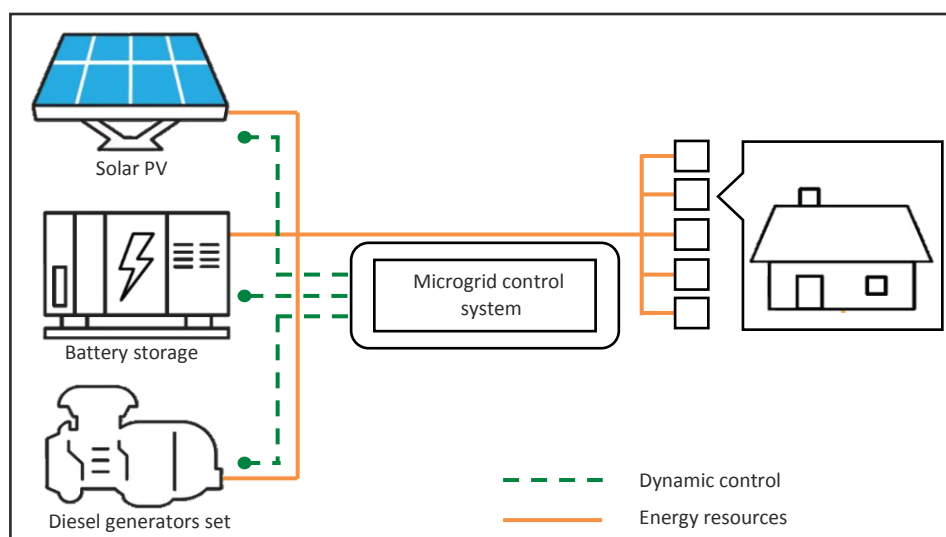 Solar PV
Battery storage
Diesel generators set
Microgrid control
system
Dynamic control
Energy resources